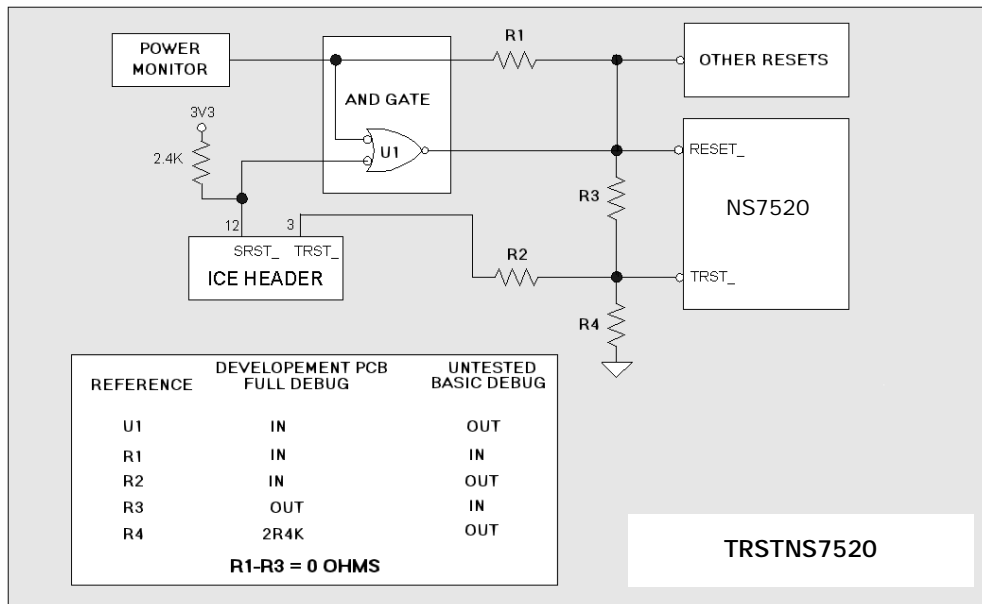 POWER
MONITOR
R1
OTHER RESETS
AND GATE
3V3
U1
2.4K
RESET_
R3
NS7520
12
3
SRST_
TRST_
R2
ICE HEADER
TRST_
R4
REFERENCE
DEVELOPEMENT PCB
FULL DEBUG
UNTESTED
BASIC DEBUG
U1 IN OUT
R1 IN IN
R2 IN OUT
R3 OUT IN
R4 2R4K OUT
R1-R3 = 0 OHMS
TRSTNS7520